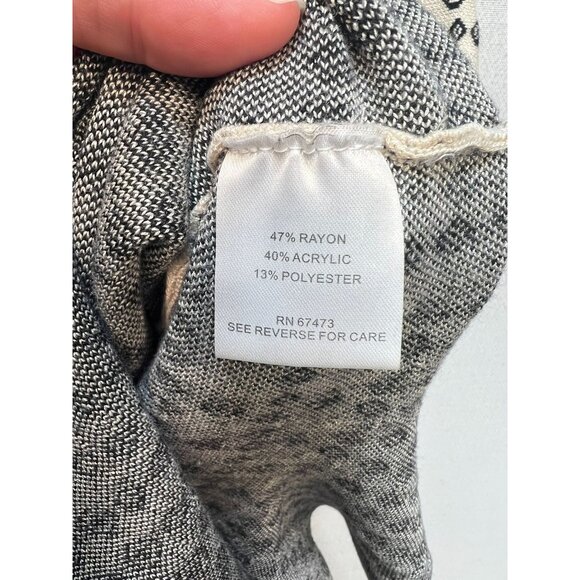 47% RAYON
40% ACRYLIC
13% POLYESTER
RN 67473
SEE REVERSE FOR CARE